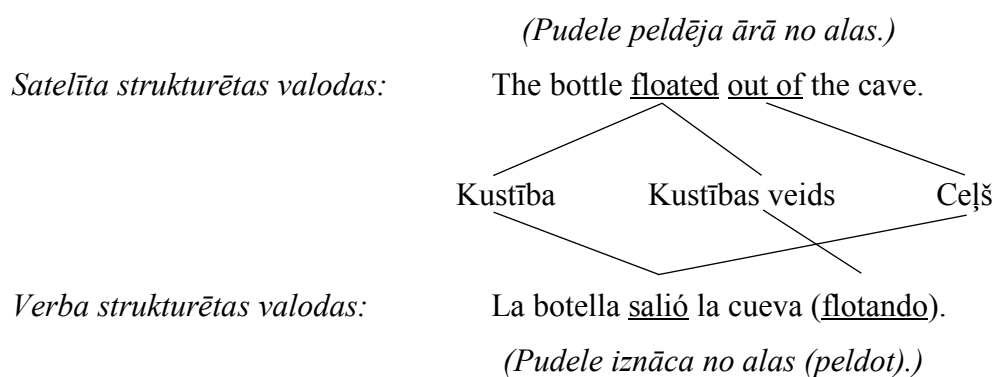 (Pudele peldēja ārā no alas.)
Satelīta strukturētas valodas: The bottle floated out of the cave.
Kustība Kustības veids Ceļš
Verba strukturētas valodas: La botella salió la cueva (flotando).
(Pudele iznāca no alas (peldot).)